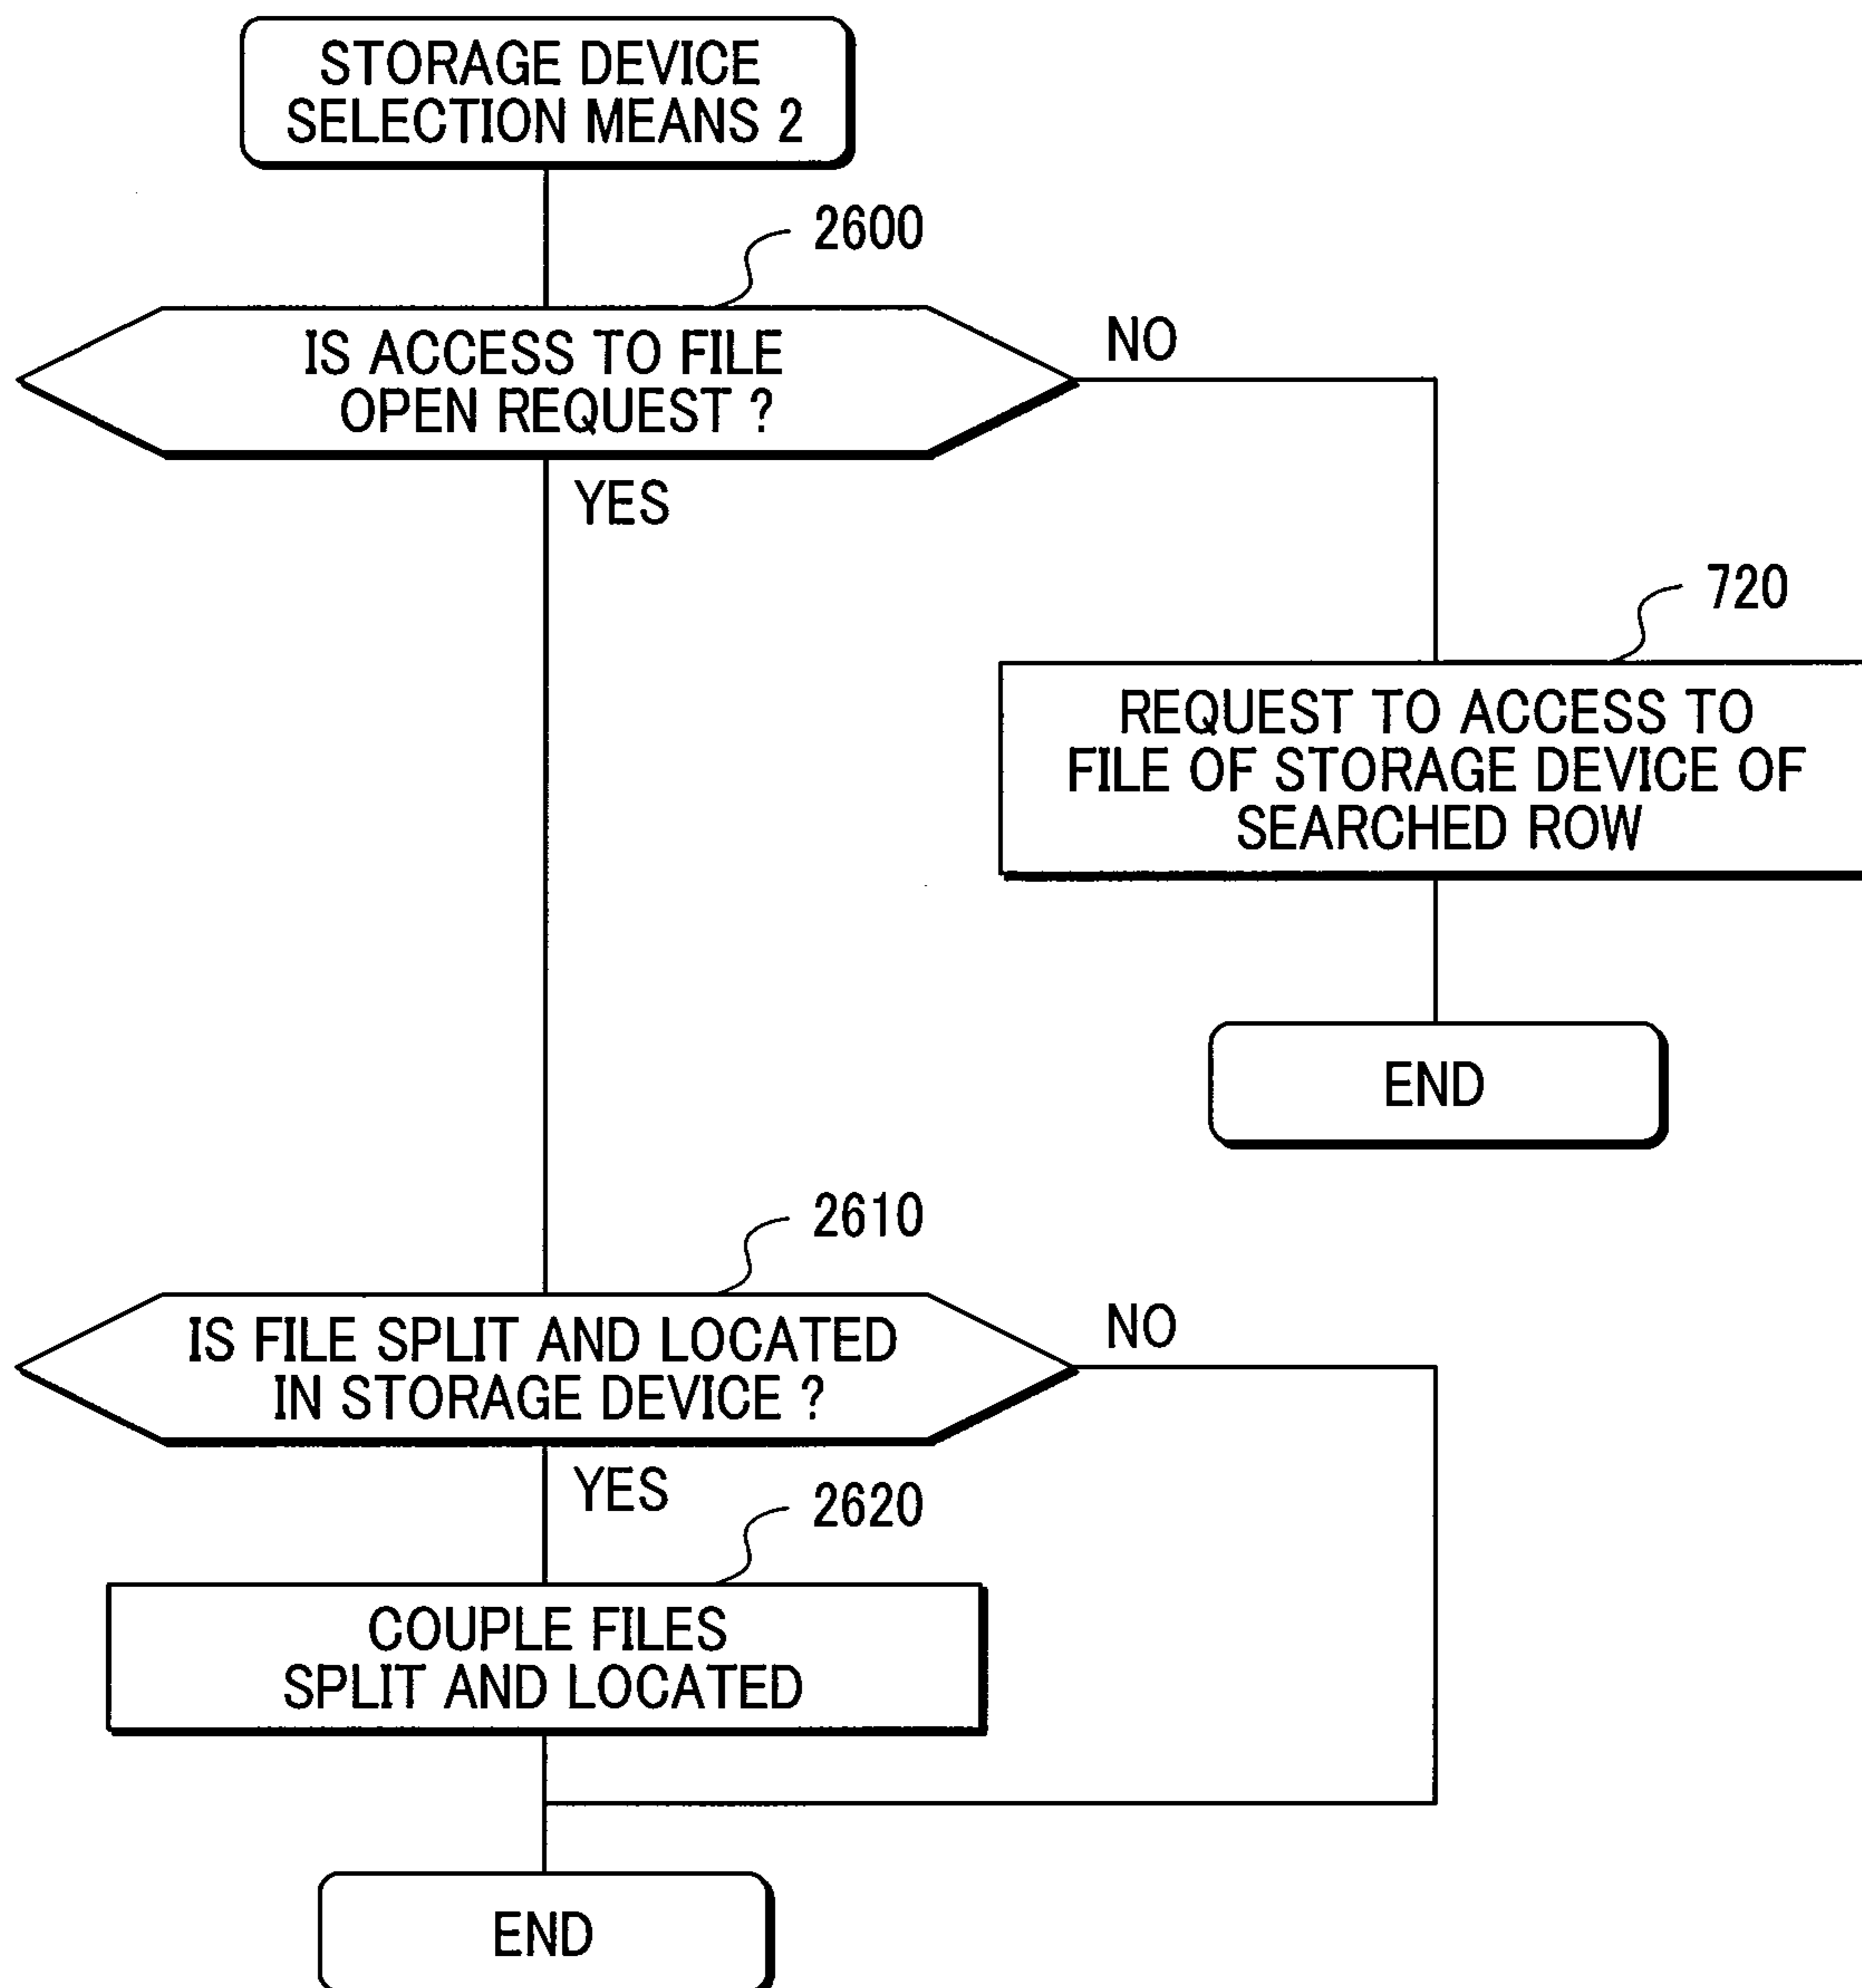 STORAGE DEVICE
SELECTION MEANS 2
2600
IS ACCESS TO FILE
OPEN REQUEST ?
NO
YES
720
REQUEST TO ACCESS TO
FILE OF STORAGE DEVICE OF
SEARCHED ROW
END
2610
IS FILE SPLIT AND LOCATED
IN STORAGE DEVICE ?
NO
YES
2620
COUPLE FILES
SPLIT AND LOCATED
END